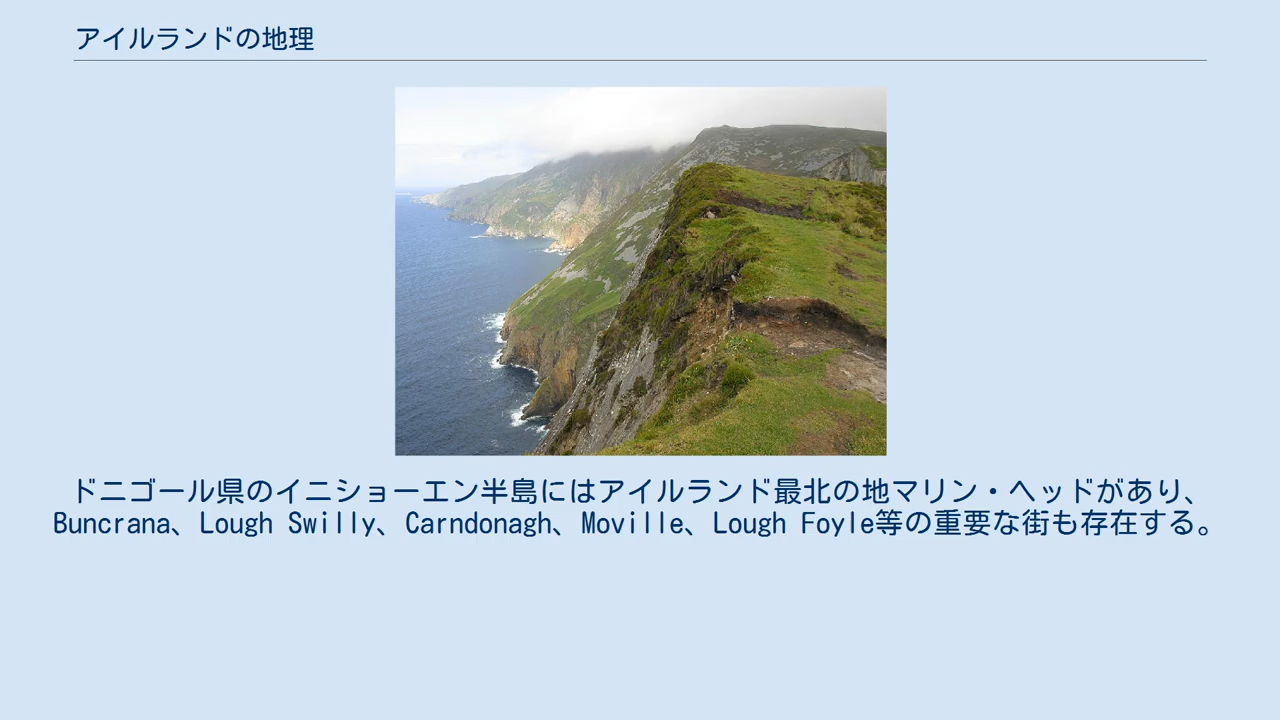 アイルランドの地理
ドニゴール県のイニショーエン半島にはアイルランド最北の地マリン・ヘッドがあり、
Buncrana、Lough Swilly、Carndonagh、Moville、Lough Foyle等の重要な街も存在する。